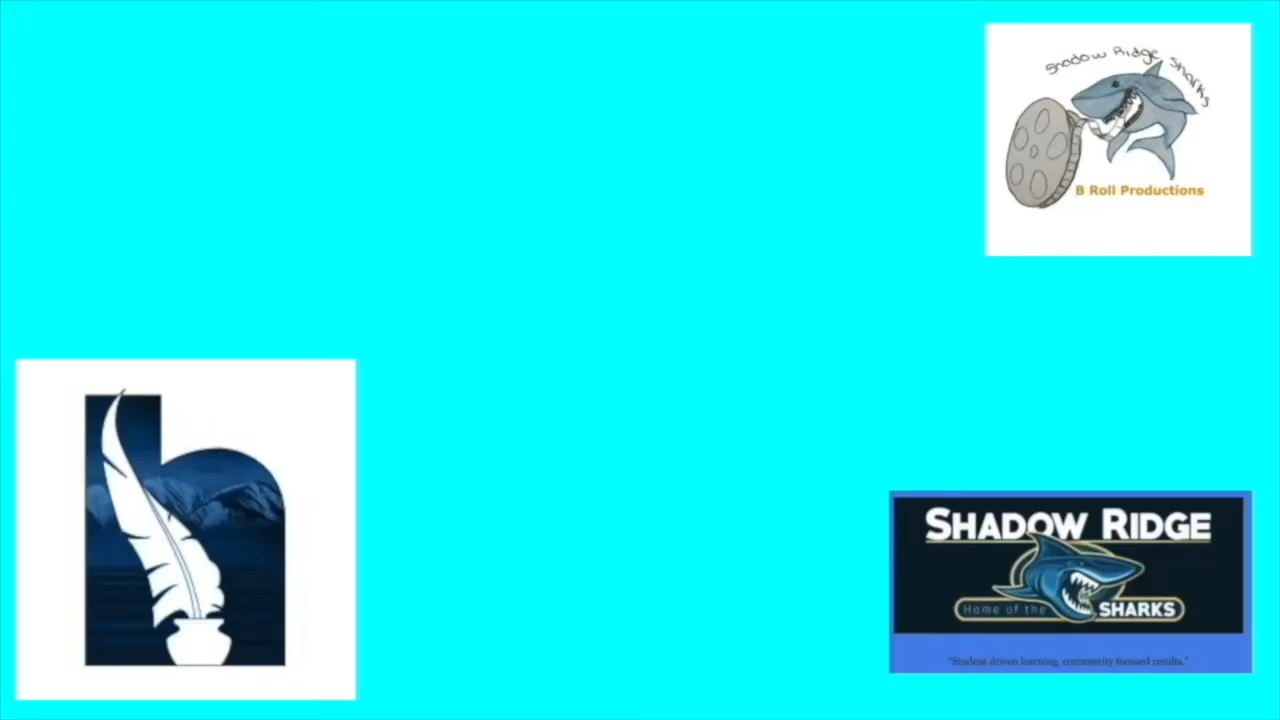 Shadow Ridge Sharks
B Roll Productions
SHADOW RIDGE
Home of the SHARKS
"Student driven learning, community focused results."